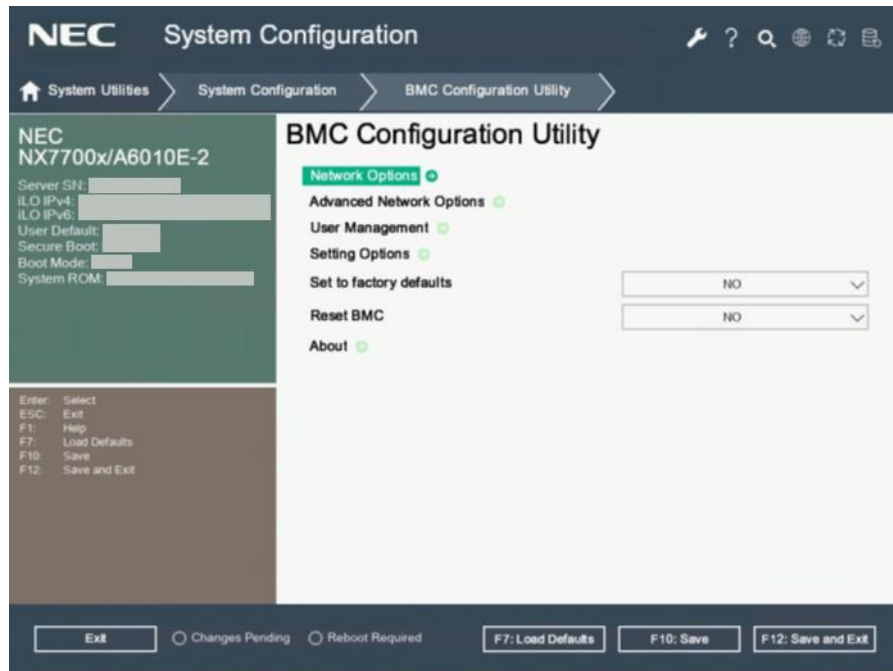 NEC System Configuration
System Utilities System Configuration BMC Configuration Utility
NEC
NX7700x/A6010E-2
Server SN:
iLO IPv4:
iLO IPv6:
User Default:
Secure Boot:
Boot Mode:
System ROM:
Enter: Select
ESC: Exit
F1: Help
F7: Load Defaults
F10: Save
F12: Save and Exit
BMC Configuration Utility
Network Options
Advanced Network Options
User Management
Setting Options
Set to factory defaults NO
Reset BMC NO
About
Exit Changes Pending Reboot Required F7: Load Defaults F10: Save F12: Save and Exit